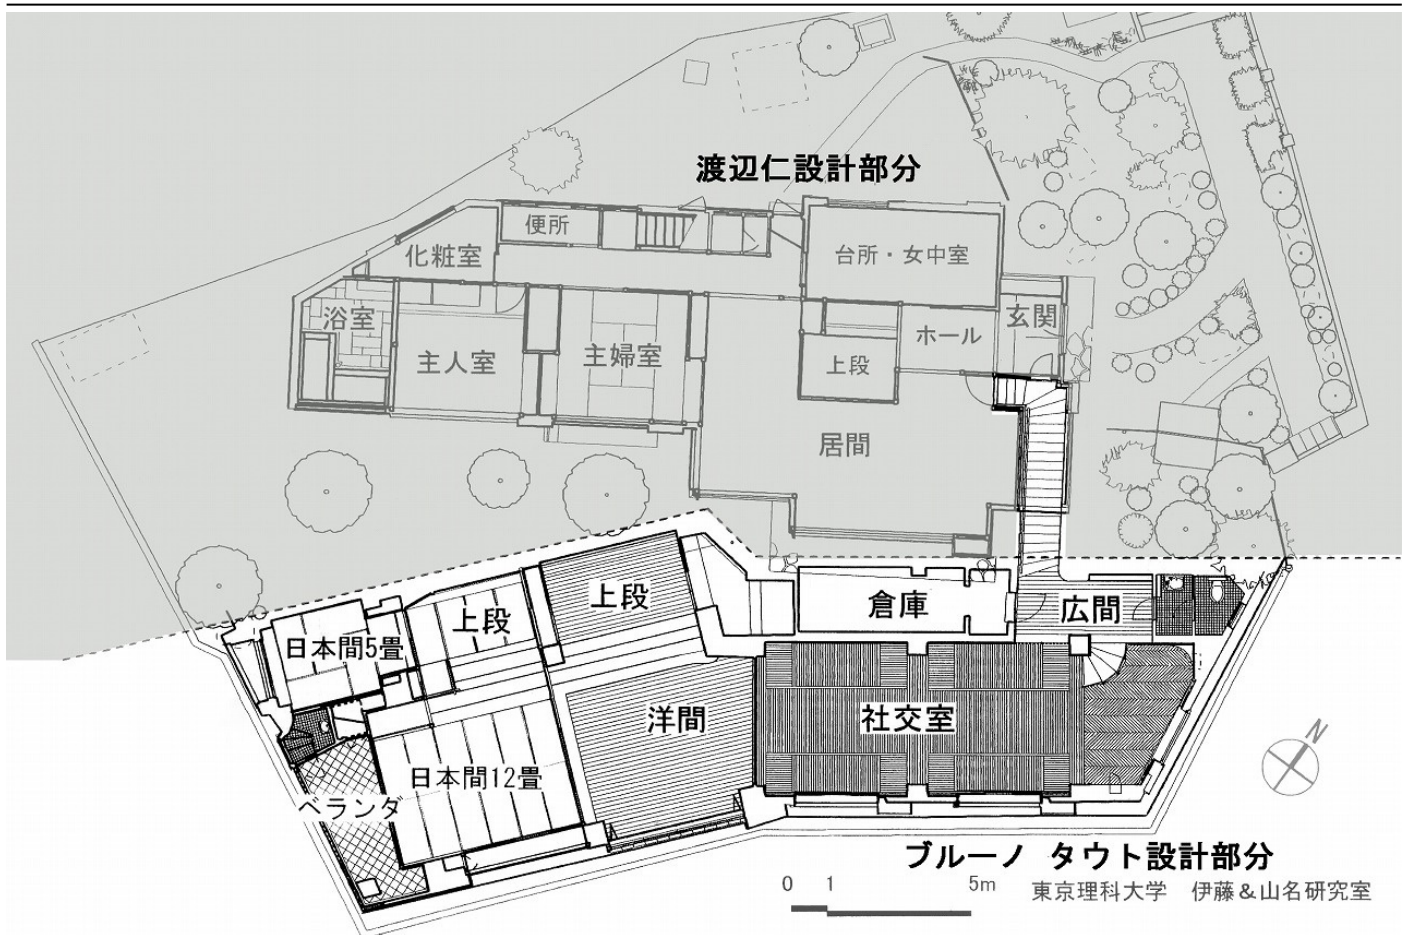 渡辺仁設計部分
便所
化粧室
台所・女中室
浴室
主人室
主婦室
上段
ホール
玄関
居間
上段
上段
倉庫
広間
日本間5畳
洋間
社交室
日本間12畳
ベランダ
N
ブルーノ タウト設計部分
0 1 5m
東京理科大学 伊藤&山名研究室